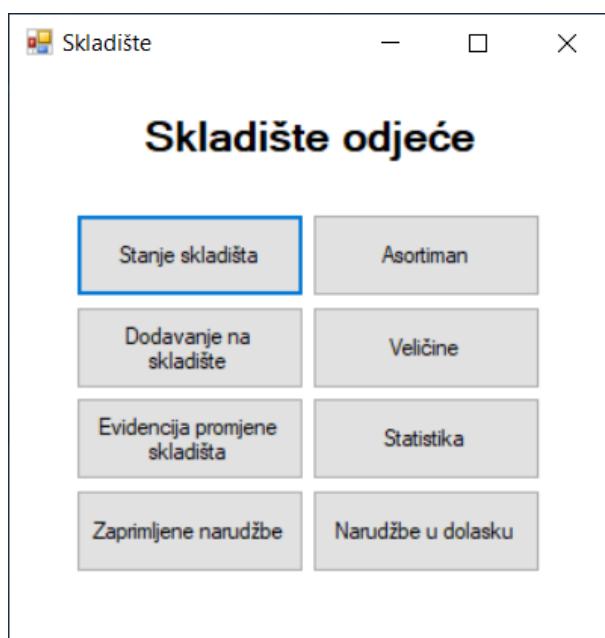 Skladište
Skladište odjeće
Stanje skladišta
Asortiman
Dodavanje na
skladište
Veličine
Evidencija promjene
skladišta
Statistika
Zaprimljene narudžbe
Narudžbe u dolasku